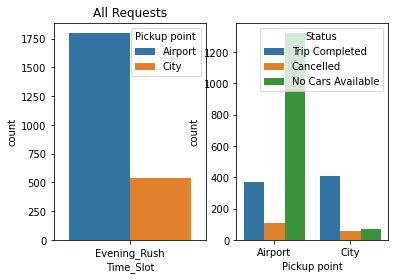 All Requests
Pickup point
Airport
City
1750
1500
1250
1000
750
500
250
0
count
Evening_Rush
Time_Slot
Status
Trip Completed
Cancelled
No Cars Available
1200
1000
800
600
400
200
0
count
Airport
City
Pickup point